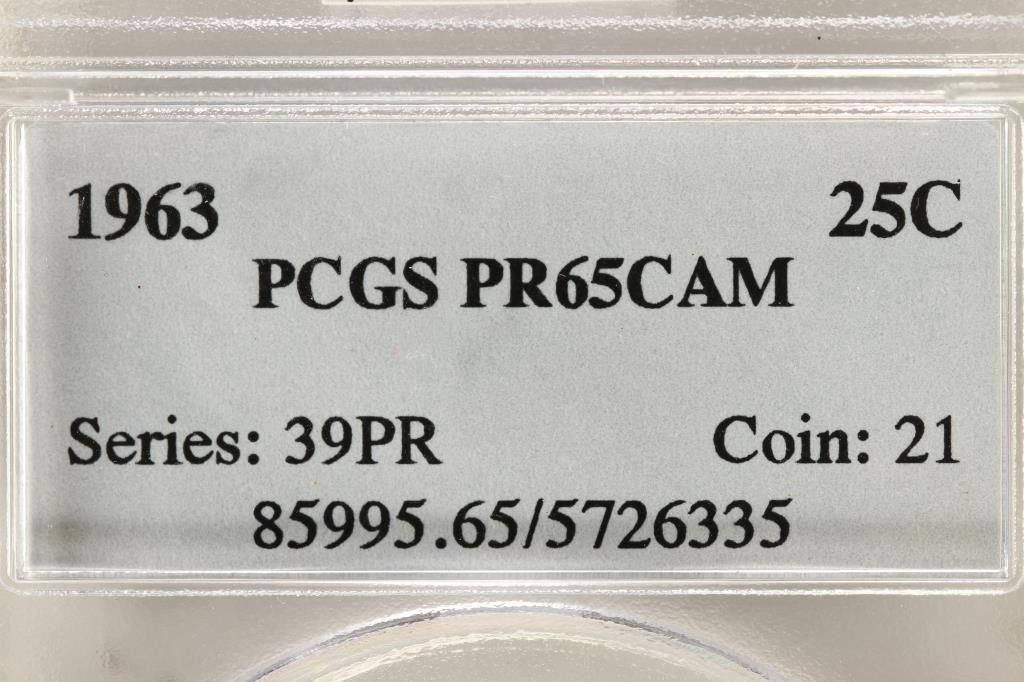 1963 25C
PCGS PR65CAM
Series: 39PR Coin: 21
85995.65/5726335